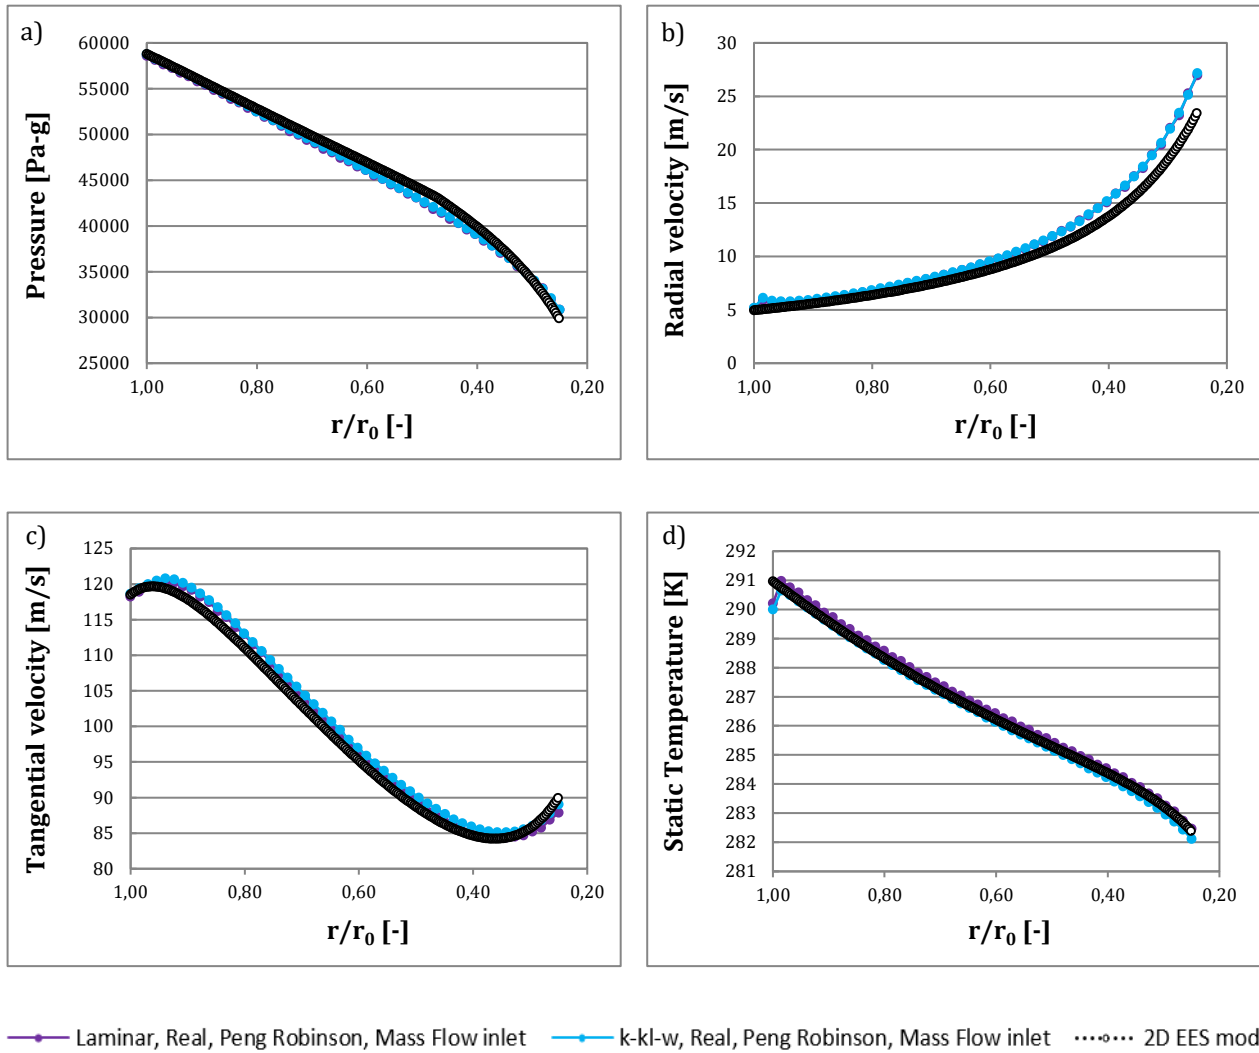 a)
60000
55000
50000
45000
40000
35000
30000
25000
Pressure [Pa-g]
1,00 0,80 0,60 0,40 0,20
r/r₀ [-]
b)
30
25
20
15
10
5
0
Radial velocity [m/s]
1,00 0,80 0,60 0,40 0,20
r/r₀ [-]
c)
125
120
115
110
105
100
95
90
85
80
Tangential velocity [m/s]
1,00 0,80 0,60 0,40 0,20
r/r₀ [-]
d)
292
291
290
289
288
287
286
285
284
283
282
281
Static Temperature [K]
1,00 0,80 0,60 0,40 0,20
r/r₀ [-]
Laminar, Real, Peng Robinson, Mass Flow inlet k-kl-w, Real, Peng Robinson, Mass Flow inlet 2D EES mod